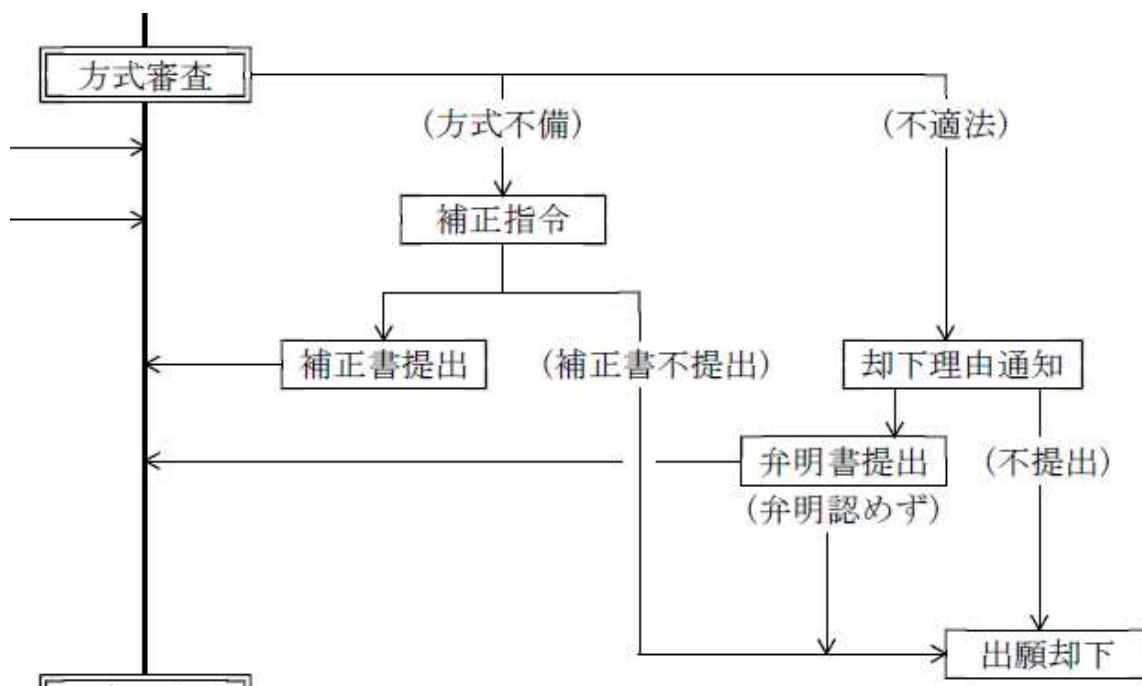 方式審査
(方式不備)
(不適法)
補正指令
補正書提出
(補正書不提出)
却下理由通知
弁明書提出
(不提出)
(弁明認めず)
出願却下